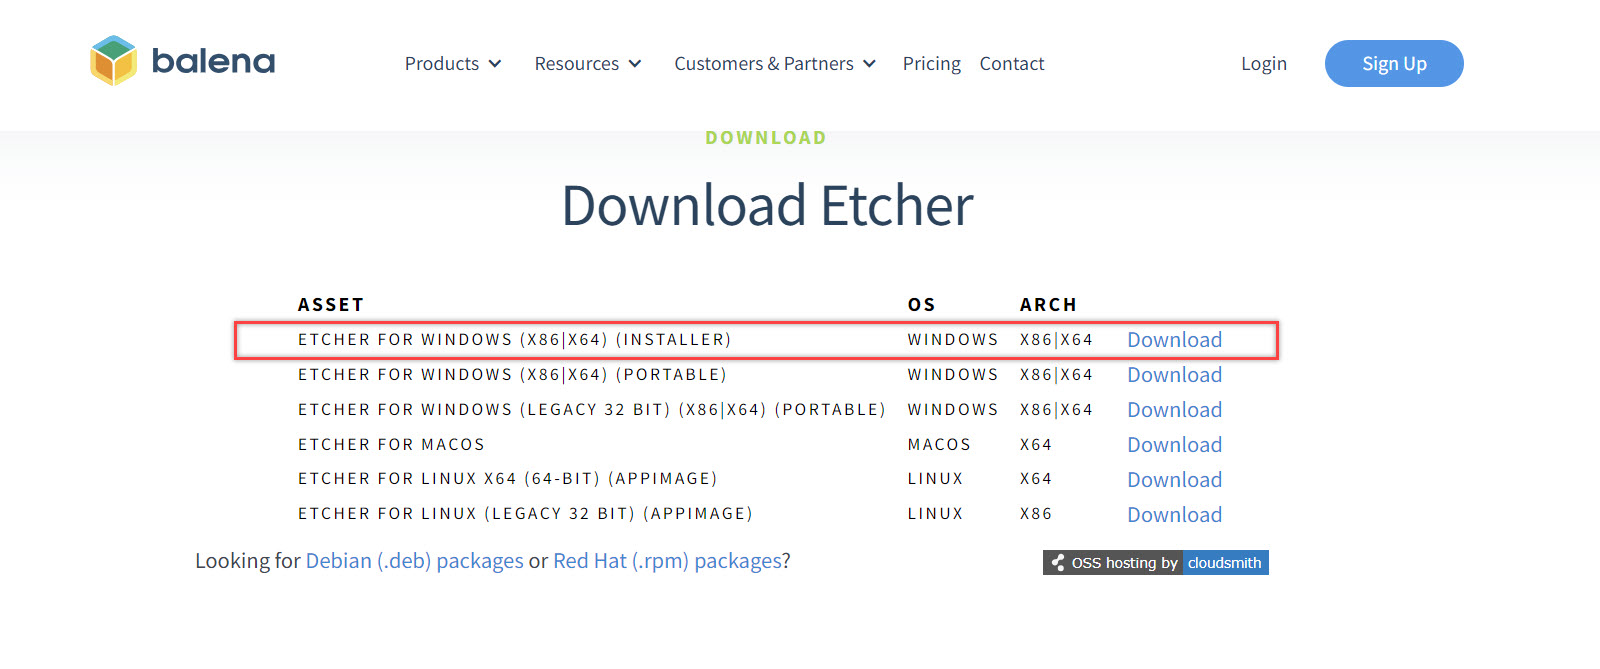 balena
Products Resources Customers & Partners Pricing Contact Login Sign Up
DOWNLOAD
Download Etcher
ASSET OS ARCH
ETCHER FOR WINDOWS (X86|X64) (INSTALLER) WINDOWS X86|X64 Download
ETCHER FOR WINDOWS (X86|X64) (PORTABLE) WINDOWS X86|X64 Download
ETCHER FOR WINDOWS (LEGACY 32 BIT) (X86|X64) (PORTABLE) WINDOWS X86|X64 Download
ETCHER FOR MACOS MACOS X64 Download
ETCHER FOR LINUX X64 (64-BIT) (APPIMAGE) LINUX X64 Download
ETCHER FOR LINUX (LEGACY 32 BIT) (APPIMAGE) LINUX X86 Download
Looking for Debian (.deb) packages or Red Hat (.rpm) packages? OSS hosting by cloudsmith